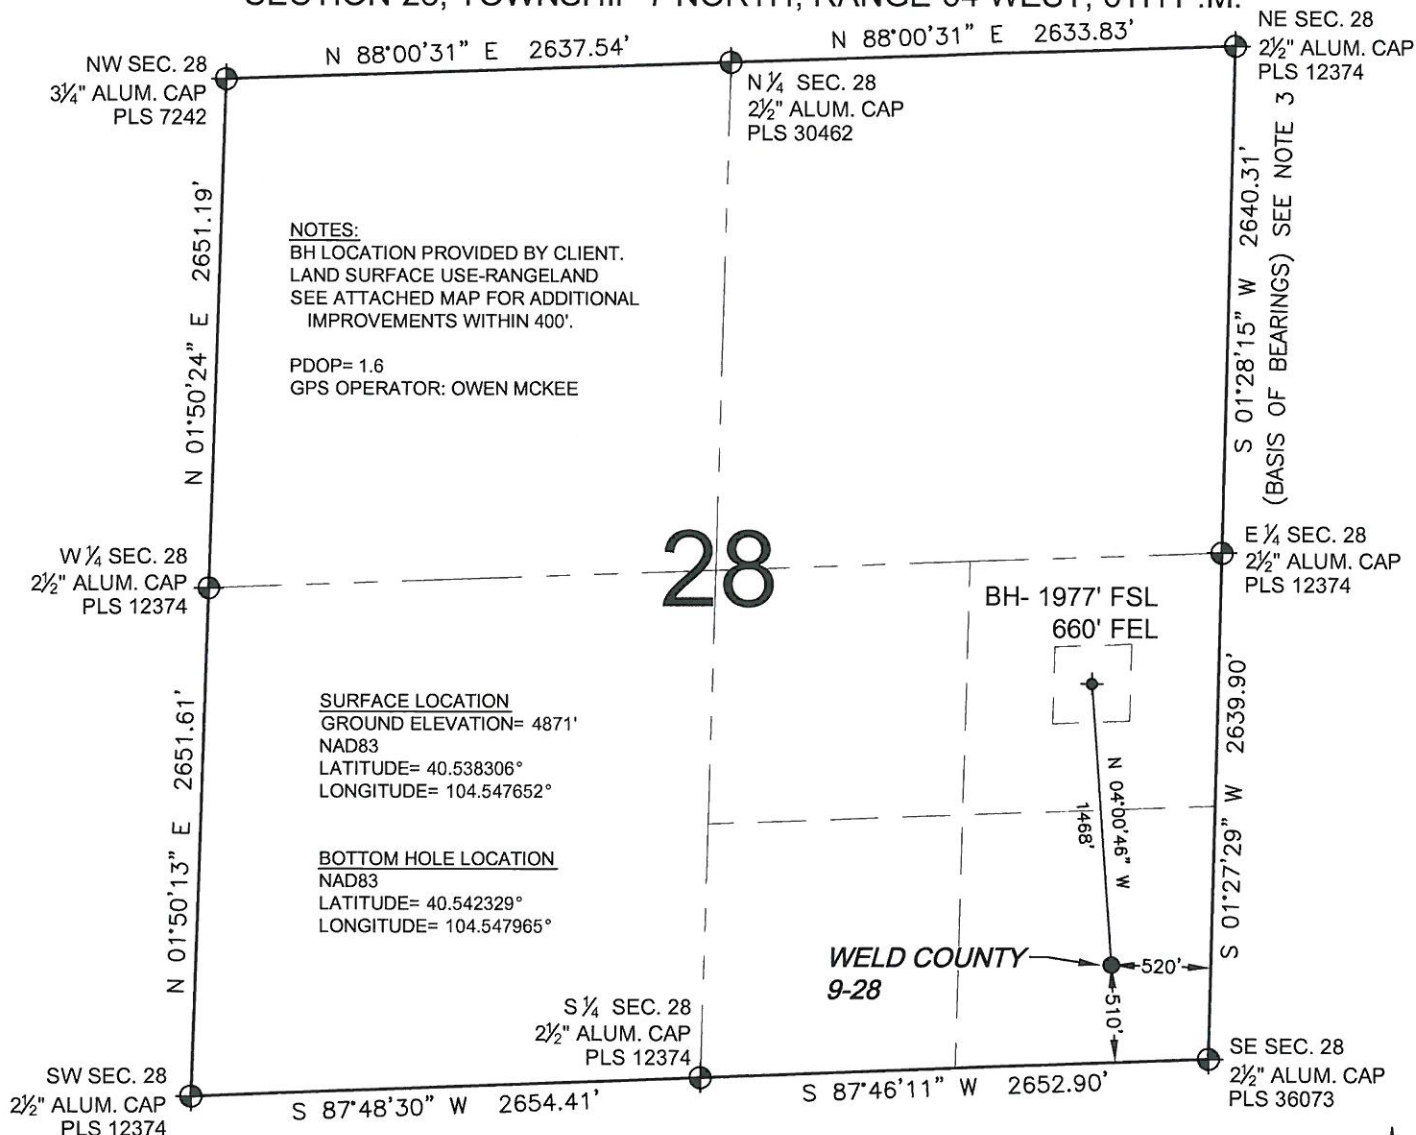 N 88°00'31" E 2637.54'
N 88°00'31" E 2633.83'
NE SEC. 28
2½" ALUM. CAP
PLS 12374
NW SEC. 28
3¼" ALUM. CAP
PLS 7242
N ¼ SEC. 28
2½" ALUM. CAP
PLS 30462
N 01°50'24" E 2651.19'
NOTES:
BH LOCATION PROVIDED BY CLIENT.
LAND SURFACE USE-RANGELAND
SEE ATTACHED MAP FOR ADDITIONAL
IMPROVEMENTS WITHIN 400'.
PDOP= 1.6
GPS OPERATOR: OWEN MCKEE
S 01°28'15" W 2640.31'
(BASIS OF BEARINGS) SEE NOTE 3
W ¼ SEC. 28
2½" ALUM. CAP
PLS 12374
28
E ¼ SEC. 28
2½" ALUM. CAP
PLS 12374
BH- 1977' FSL
660' FEL
N 01°50'13" E 2651.61'
SURFACE LOCATION
GROUND ELEVATION= 4871'
NAD83
LATITUDE= 40.538306°
LONGITUDE= 104.547652°
BOTTOM HOLE LOCATION
NAD83
LATITUDE= 40.542329°
LONGITUDE= 104.547965°
N 04°00'46" W
1468'
S 01°27'29" W 2639.90'
WELD COUNTY
9-28
520'
510'
S ¼ SEC. 28
2½" ALUM. CAP
PLS 12374
SW SEC. 28
2½" ALUM. CAP
PLS 12374
S 87°48'30" W 2654.41'
S 87°46'11" W 2652.90'
SE SEC. 28
2½" ALUM. CAP
PLS 36073